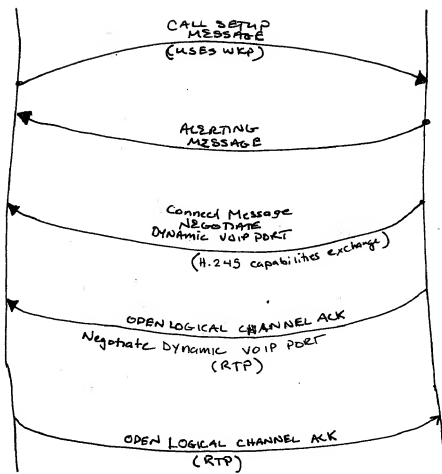 CALL SETUP
MESSAGE
(USES WKP)
ALERTING
MESSAGE
Connect Message
NEGOTIATE
DYNAMIC VOIP PORT
(H.245 capabilities exchange)
OPEN LOGICAL CHANNEL ACK
Negotiate Dynamic VOIP PORT
(RTP)
OPEN LOGICAL CHANNEL ACK
(RTP)